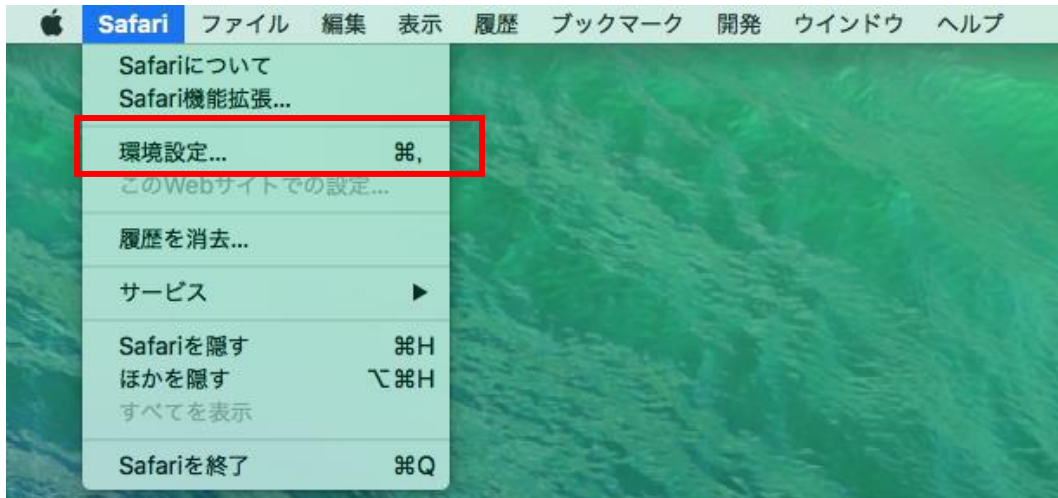 Safari ファイル 編集 表示 履歴 ブックマーク 開発 ウインドウ ヘルプ
Safariについて
Safari機能拡張...
環境設定... ⌘,
このWebサイトでの設定...
履歴を消去...
サービス ▶
Safariを隠す ⌘H
ほかを隠す ⌥⌘H
すべてを表示
Safariを終了 ⌘Q